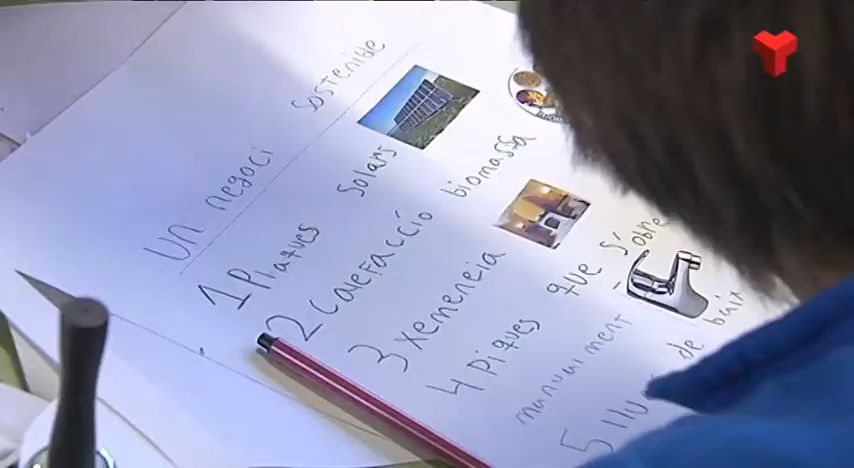 Un negoci sostenible
1 Plaques solars
2 Caefacció biomassa
3 Xemeneia
4 piques que s'obre
manualment
5 llu de baix